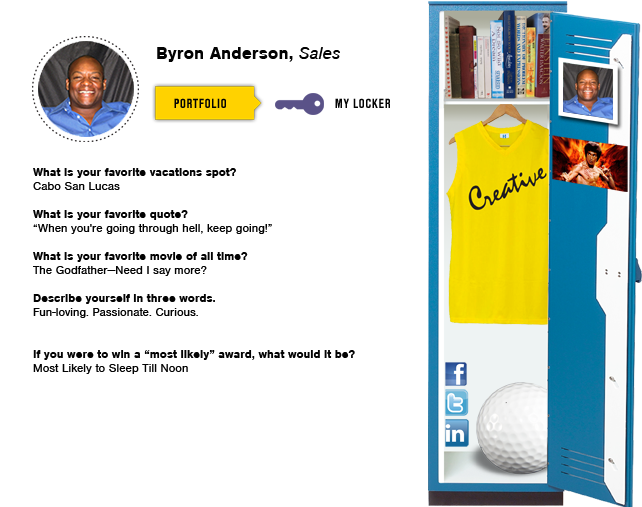 Byron Anderson, Sales
PORTFOLIO
MY LOCKER
What is your favorite vacations spot?
Cabo San Lucas
What is your favorite quote?
“When you're going through hell, keep going!”
What is your favorite movie of all time?
The Godfather—Need I say more?
Describe yourself in three words.
Fun-loving. Passionate. Curious.
If you were to win a “most likely” award, what would it be?
Most Likely to Sleep Till Noon
Creative
f
t
in